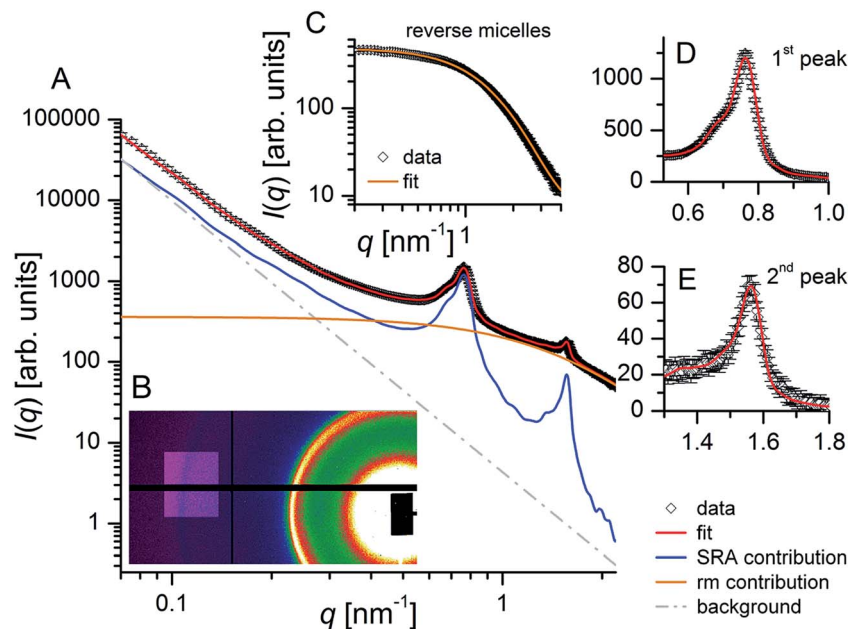 A
I(q) [arb. units]
100000
10000
1000
100
10
1
0.1
1
q [nm⁻¹]
B
C
reverse micelles
I(q) [arb. units]
100
10
data
fit
q [nm⁻¹]
1
D
1st peak
1000
500
0
0.6
0.8
1.0
E
2nd peak
80
60
40
20
0
1.4
1.6
1.8
data
fit
SRA contribution
rm contribution
background